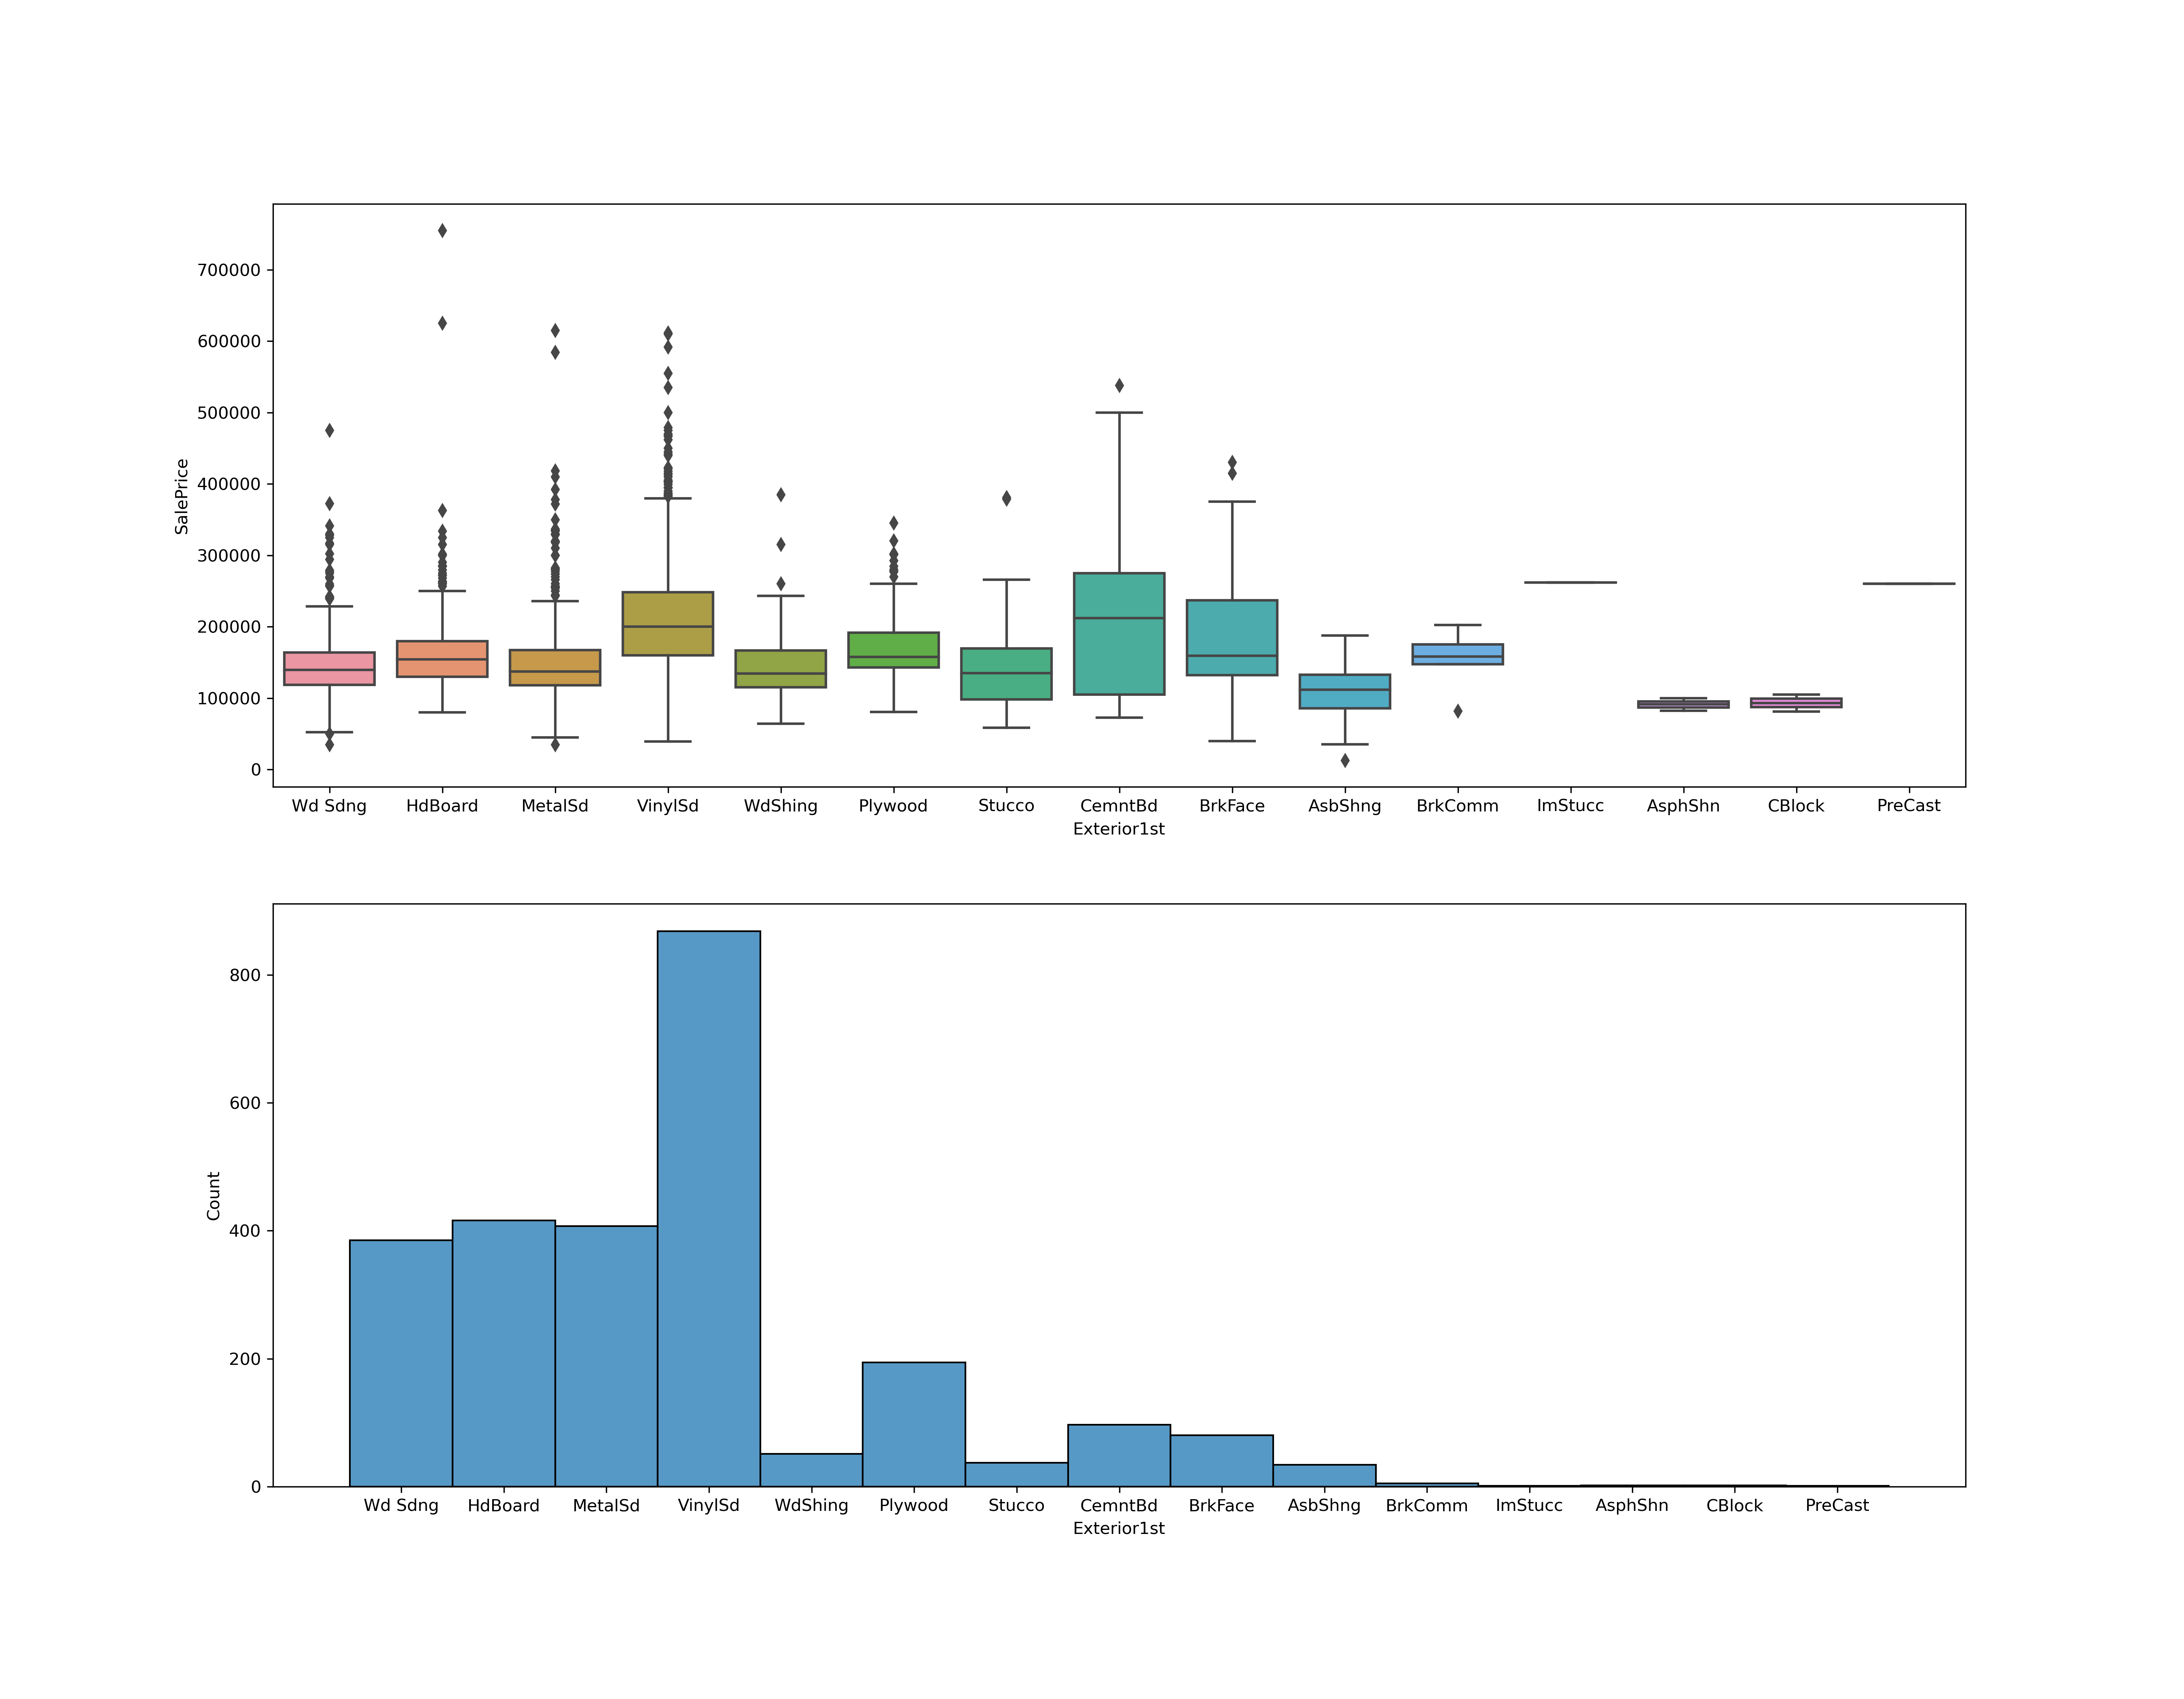 SalePrice
700000
600000
500000
400000
300000
200000
100000
0
Wd Sdng HdBoard MetalSd VinylSd WdShing Plywood Stucco CemntBd BrkFace AsbShng BrkComm ImStucc AsphShn CBlock PreCast
Exterior1st
Count
800
600
400
200
0
Wd Sdng HdBoard MetalSd VinylSd WdShing Plywood Stucco CemntBd BrkFace AsbShng BrkComm ImStucc AsphShn CBlock PreCast
Exterior1st